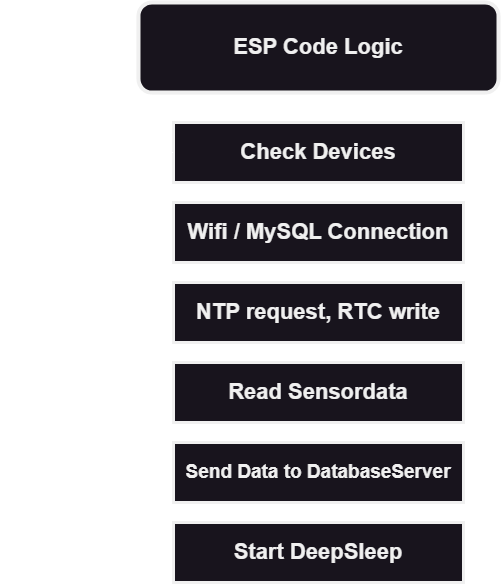 ESP Code Logic
Check Devices
Wifi / MySQL Connection
NTP request, RTC write
Read Sensordata
Send Data to DatabaseServer
Start DeepSleep